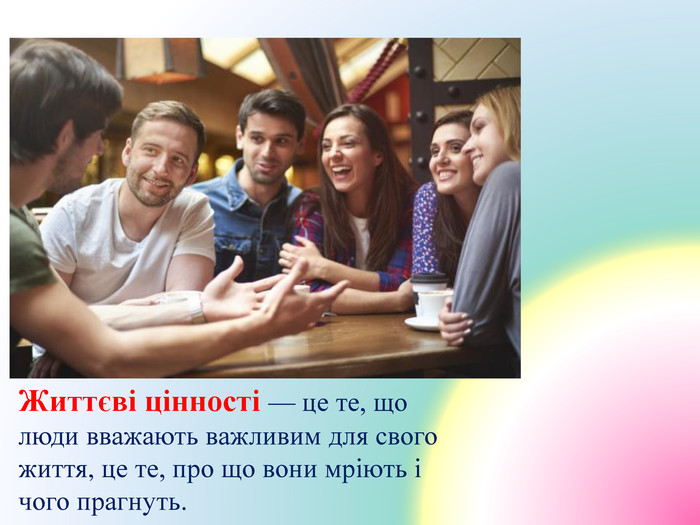 Життєві цінності — це те, що
люди вважають важливим для свого
життя, це те, про що вони мріють і
чого прагнуть.